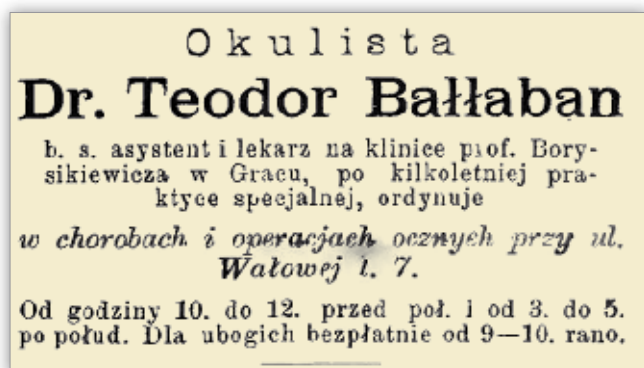 Okulista
Dr. Teodor Bałłaban
b. s. asystent i lekarz na klinice prof. Bory-
sikiewicza w Gracu, po kilkoletniej pra-
ktyce specjalnej, ordynuje
w chorobach i operacjach ocznych przy ul.
Wałowej l. 7.
Od godziny 10. do 12. przed poł. i od 3. do 5.
po połud. Dla ubogich bezpłatnie od 9—10. rano.